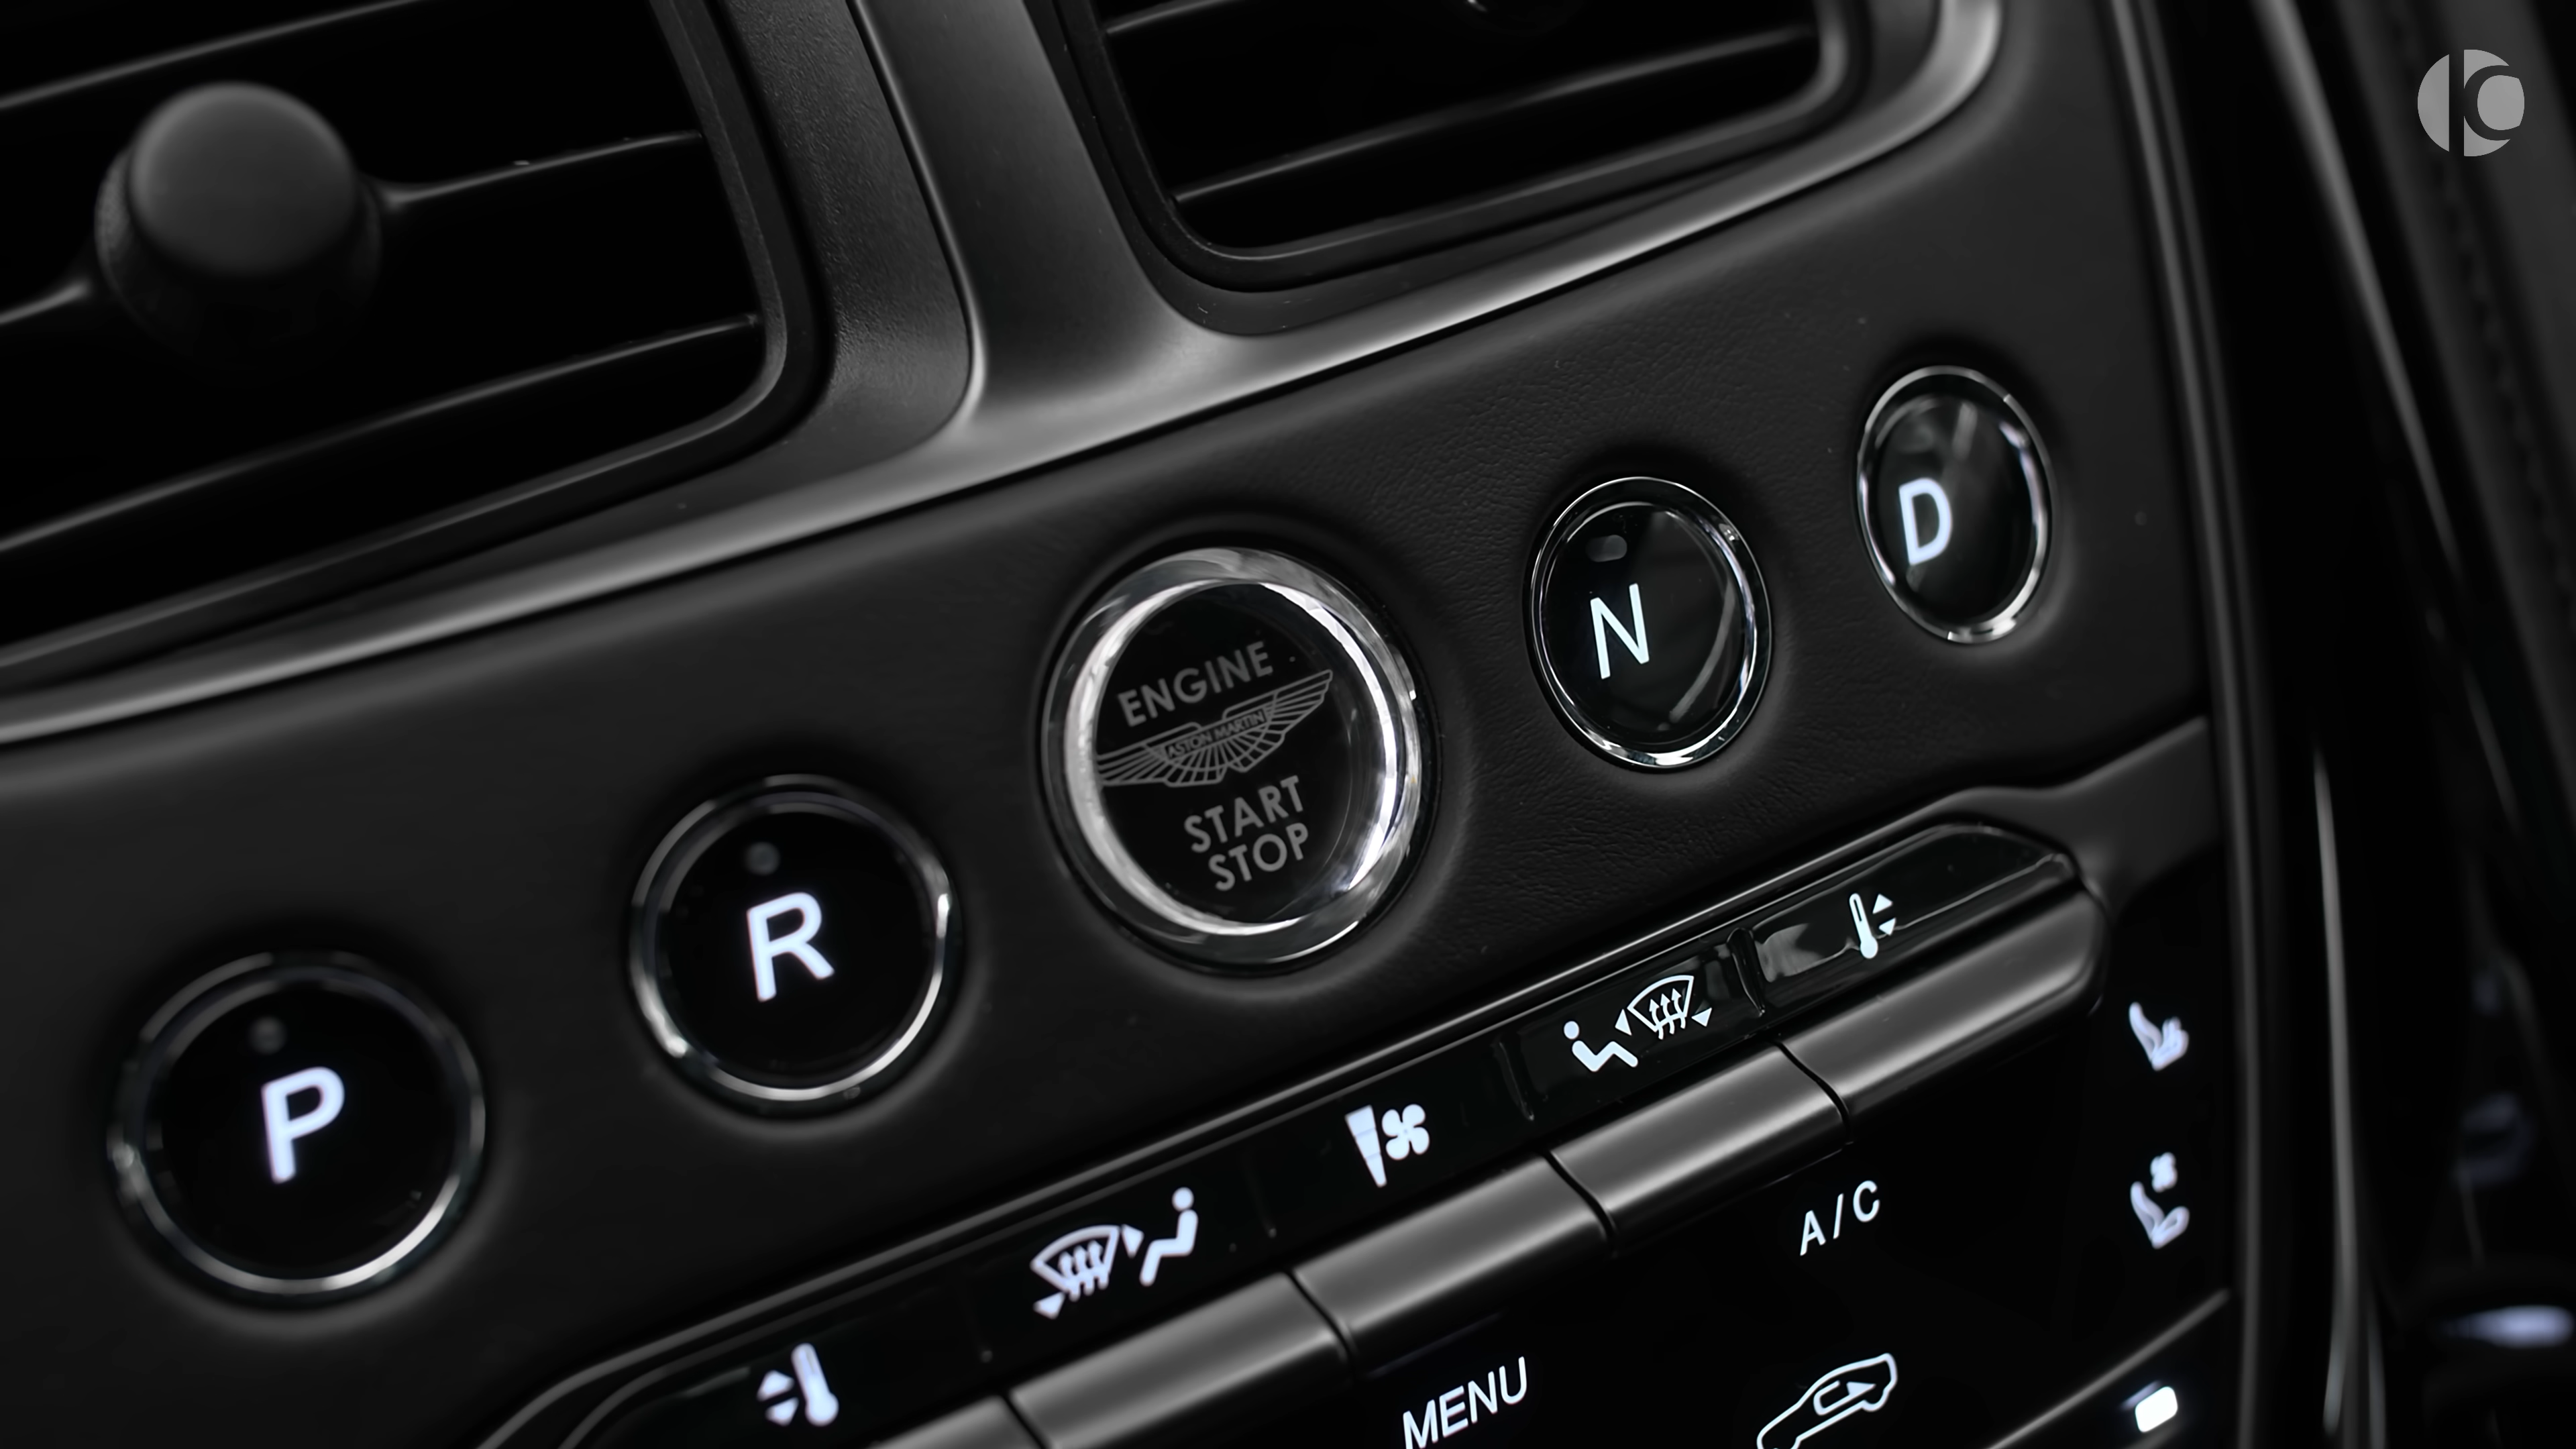 D
N
ENGINE
ASTON MARTIN
START
STOP
R
P
A/C
MENU